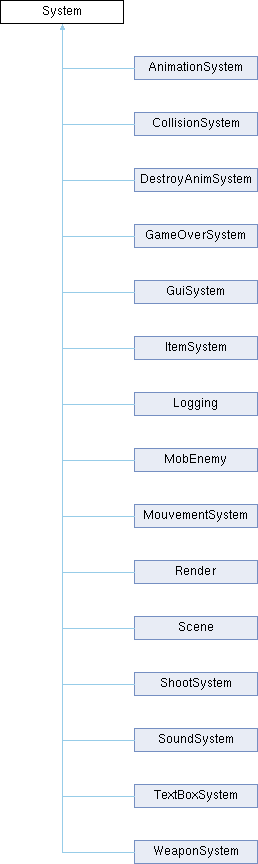 System
AnimationSystem
CollisionSystem
DestroyAnimSystem
GameOverSystem
GuiSystem
ItemSystem
Logging
MobEnemy
MouvementSystem
Render
Scene
ShootSystem
SoundSystem
TextBoxSystem
WeaponSystem